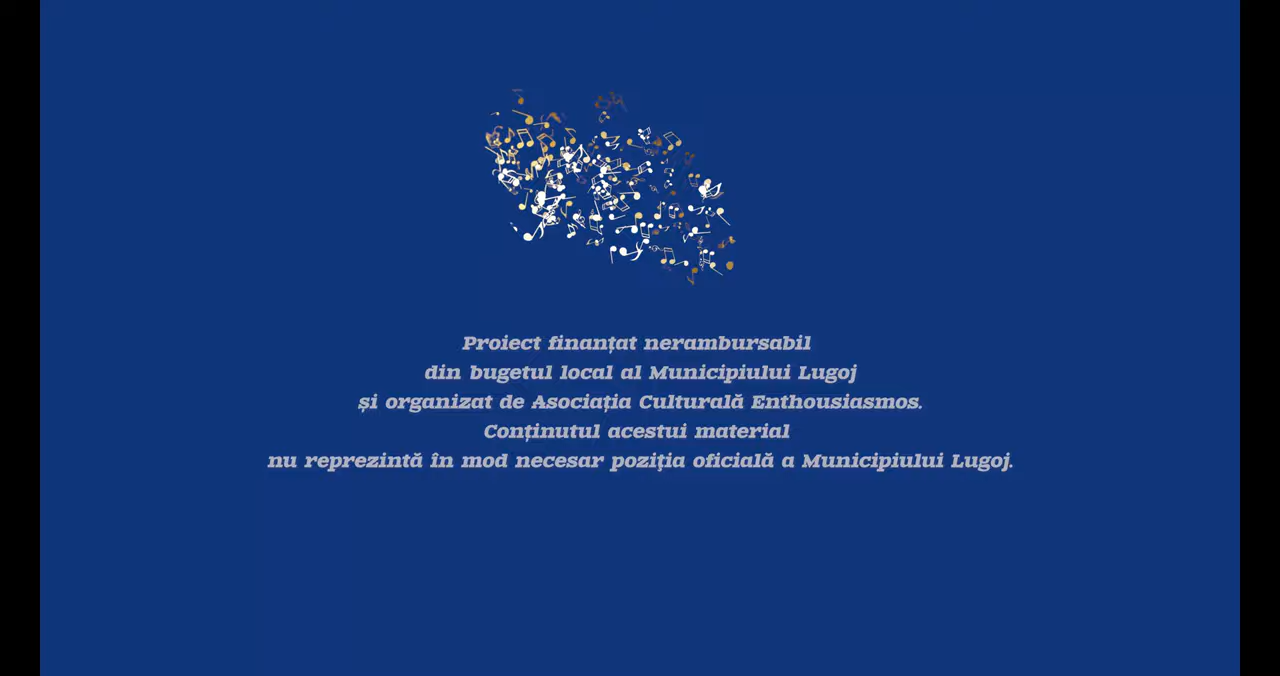 Proiect finanțat nerambursabil
din bugetul local al Municipiului Lugoj
și organizat de Asociația Culturală Enthousiasmos.
Conținutul acestui material
nu reprezintă în mod necesar poziția oficială a Municipiului Lugoj.